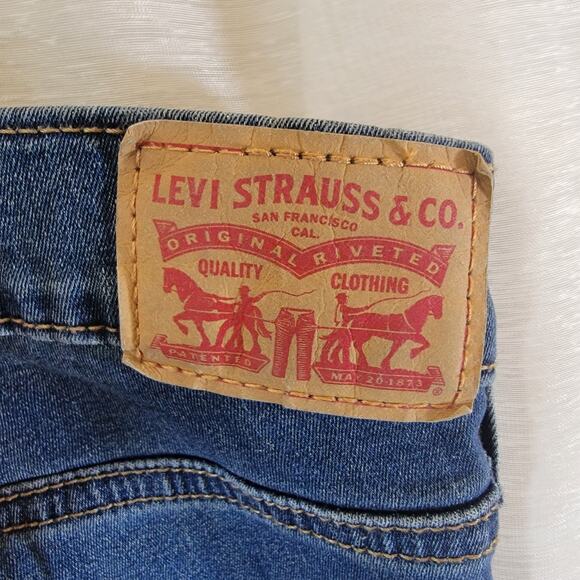 LEVI STRAUSS & CO.
SAN FRANCISCO
CAL.
ORIGINAL RIVETED
QUALITY CLOTHING
PATENTED
MAY 20 1873
®